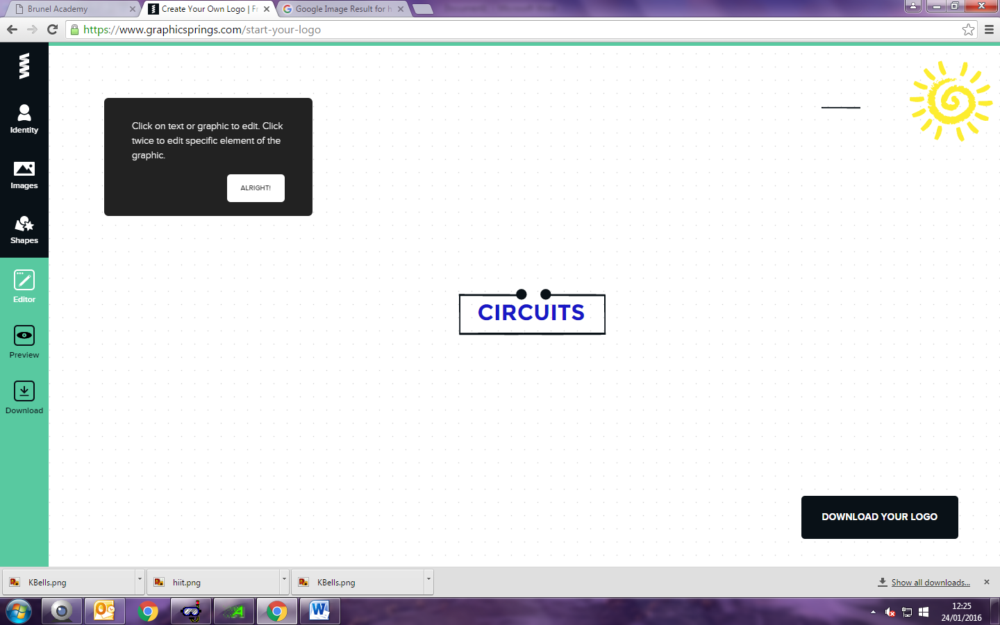 Brunel Academy
Create Your Own Logo | Fr
Google Image Result for h
https://www.graphicsprings.com/start-your-logo
Identity
Images
Shapes
Editor
Preview
Download
Click on text or graphic to edit. Click
twice to edit specific element of the
graphic.
ALRIGHT!
CIRCUITS
DOWNLOAD YOUR LOGO
KBells.png
hiit.png
KBells.png
Show all downloads...
12:25
24/01/2016